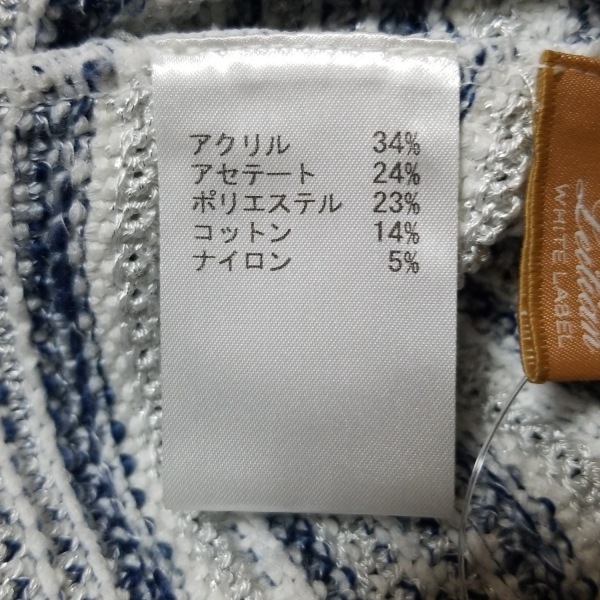 アクリル 34%
アセテート 24%
ポリエステル 23%
コットン 14%
ナイロン 5%
WHITE LABEL